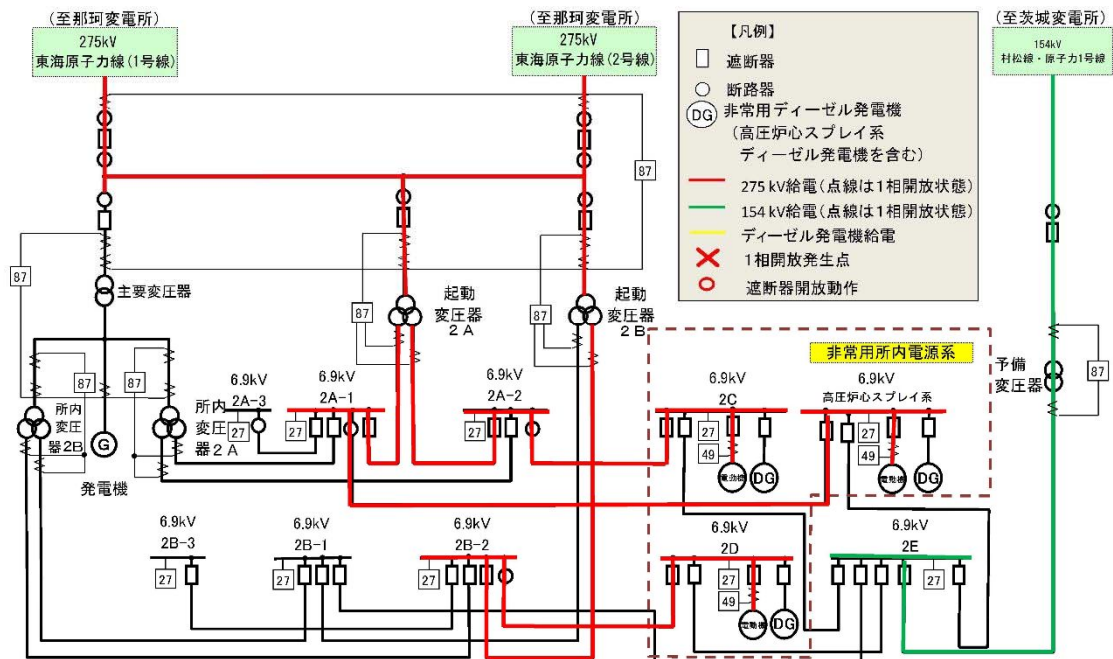 (至那珂変電所)
275kV
東海原子力線(1号線)
(至那珂変電所)
275kV
東海原子力線(2号線)
(至茨城変電所)
154kV
村松線・原子力1号線
【凡例】
遮断器
断路器
DG
非常用ディーゼル発電機
(高圧炉心スプレイ系
ディーゼル発電機を含む)
275 kV給電(点線は1相開放状態)
154 kV給電(点線は1相開放状態)
ディーゼル発電機給電
1相開放発生点
遮断器開放動作
87
87
主要変圧器
87
起動
変圧器
2A
87
起動
変圧器
2B
87
予備
変圧器
87
87
所内
変圧
器2B
G
発電機
所内
変圧
器2A
6.9kV
2A-3
27
6.9kV
2A-1
27
6.9kV
2A-2
27
非常用所内電源系
6.9kV
2C
27
49
電動機
DG
6.9kV
高圧炉心スプレイ系
27
49
電動機
DG
6.9kV
2B-3
27
6.9kV
2B-1
27
6.9kV
2B-2
27
6.9kV
2D
27
49
電動機
DG
6.9kV
2E
27